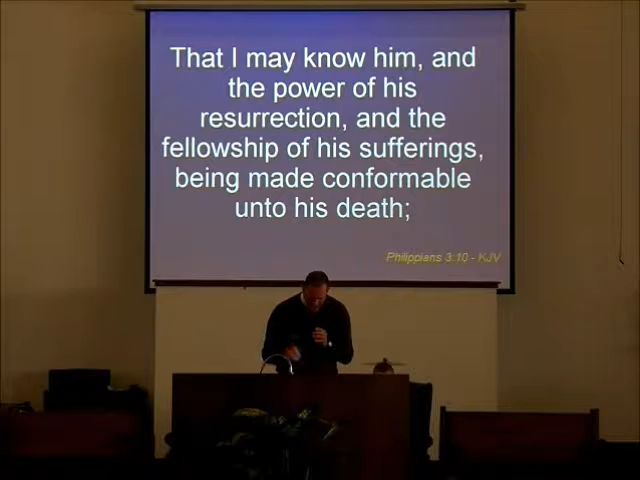 That I may know him, and
the power of his
resurrection, and the
fellowship of his sufferings,
being made conformable
unto his death;
Philippians 3:10 - KJV